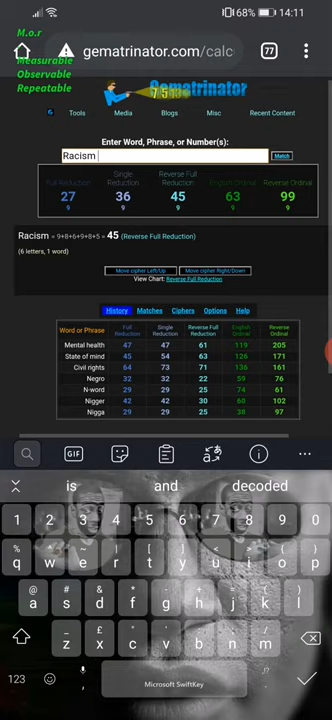 M.o.r
68% 14:11
Measurable
gematrinator.com/calc
77
Observable
Repeatable
Gematrinator
Tools Media Blogs Misc Recent Content
Enter Word, Phrase, or Number(s):
Racism
Match
Full Reduction Single Reduction Reverse Full Reduction English Ordinal Reverse Ordinal
27 36 45 63 99
9 9 9 9 9
Racism = 9+8+6+9+8+5 = 45 (Reverse Full Reduction)
(6 letters, 1 word)
Move cipher Left/Up Move cipher Right/Down
View Chart: Reverse Full Reduction
History Matches Ciphers Options Help
Word or Phrase Full Reduction Single Reduction Reverse Full Reduction English Ordinal Reverse Ordinal
Mental health 47 47 61 119 205
State of mind 45 54 63 126 171
Civil rights 64 73 71 136 161
Negro 32 32 22 59 76
N-word 29 29 25 74 61
Nigger 42 42 30 60 102
Nigga 29 29 25 38 97
GIF
is and decoded
1 2 3 4 5 6 7 8 9 0
q w e r t y u i o p
a s d f g h j k l
z x c v b n m
123 Microsoft SwiftKey